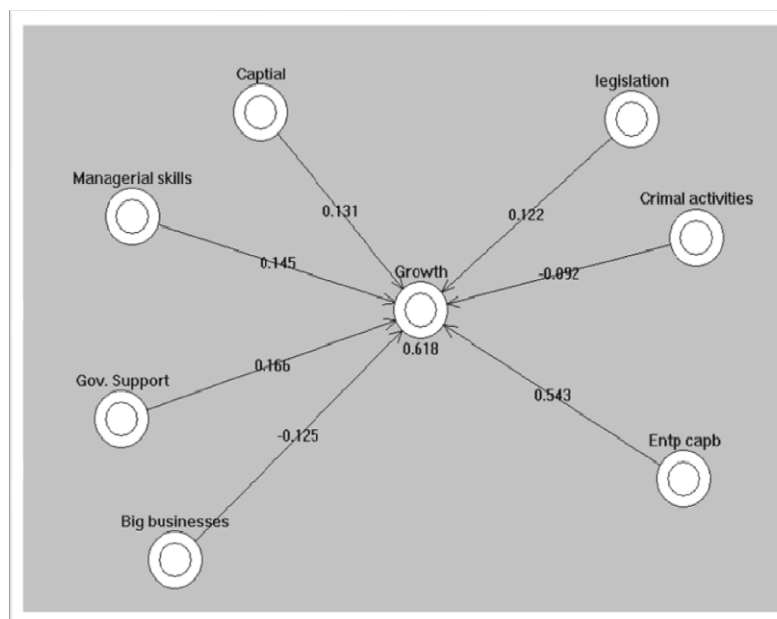 Captial
legislation
Managerial skills
Crimal activities
0.131
0.122
0.145
Growth
-0.092
0.618
Gov. Support
0.166
0.543
-0.125
Entp capb
Big businesses